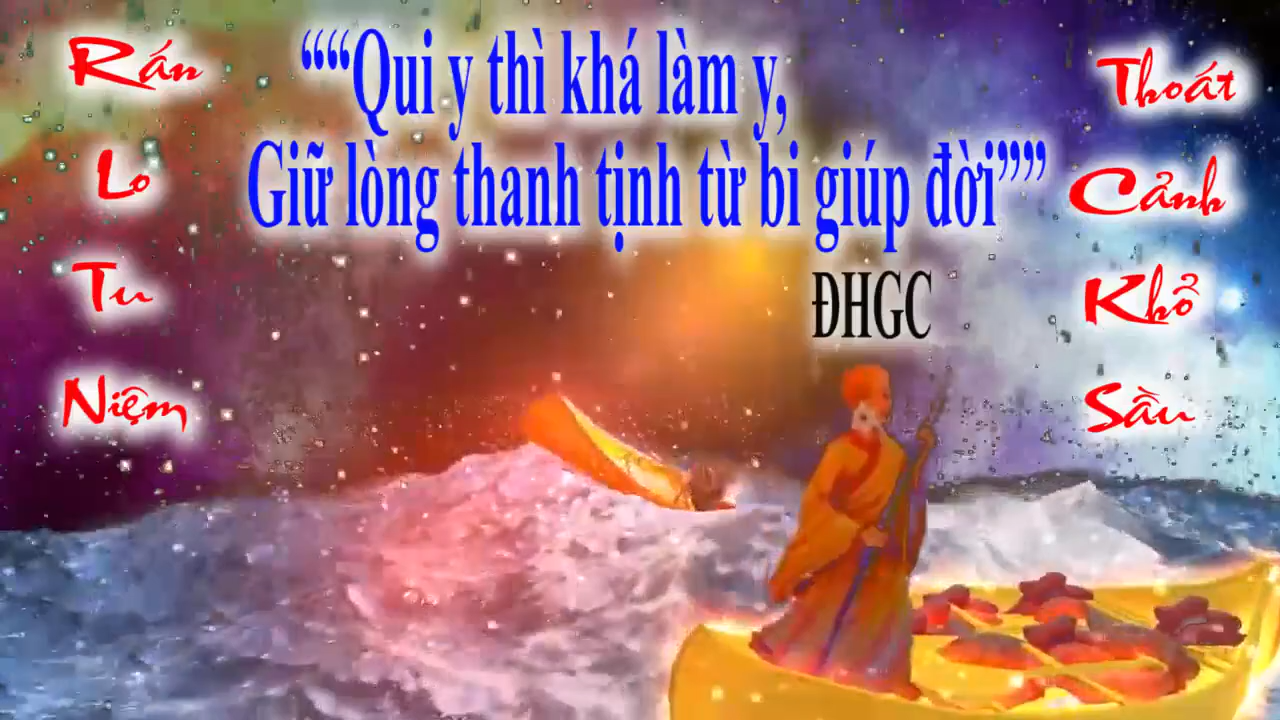 ““Qui y thì khá làm y,
Giữ lòng thanh tịnh từ bi giúp đời””
ĐHGC
Rán
Lo
Tu
Niệm
Thoát
Cảnh
Khổ
Sầu